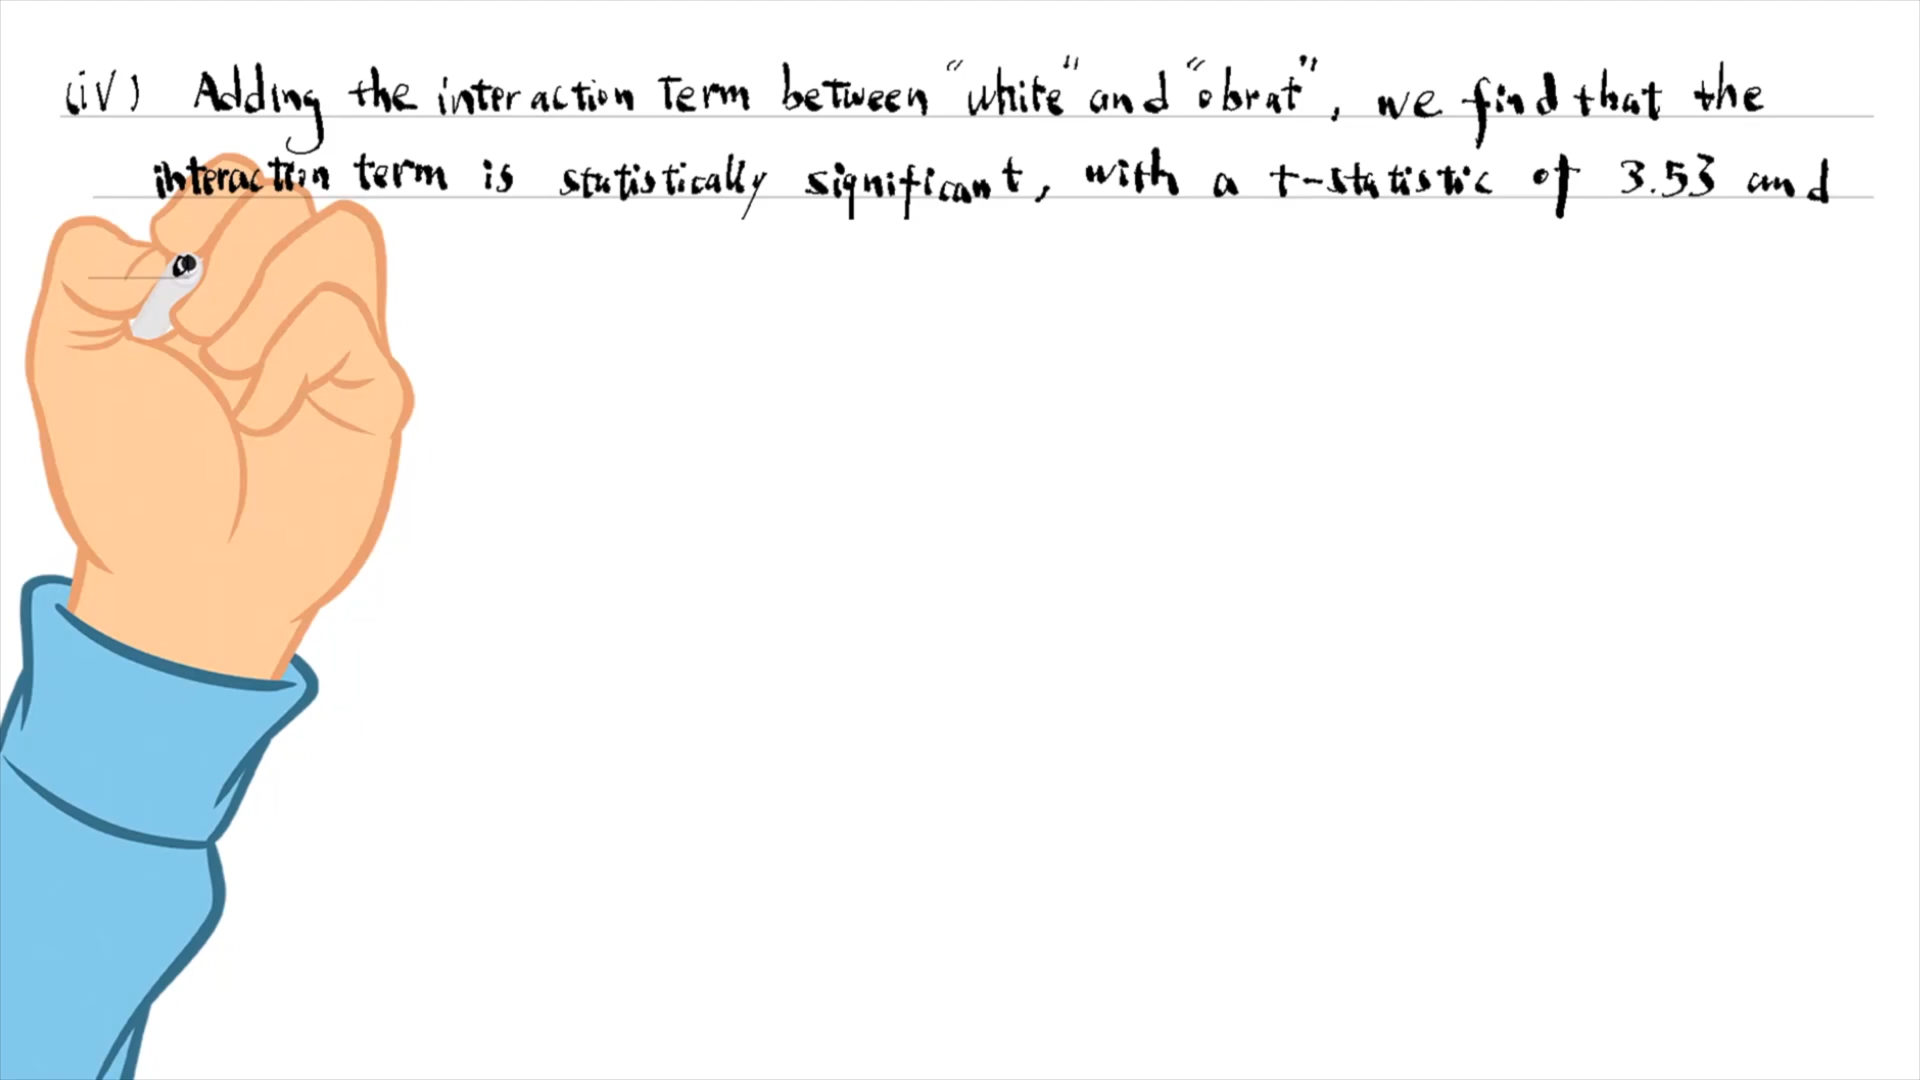 (iV) Adding the interaction Term between "white" and "obrat", we find that the
interaction term is statistically significant, with a t-statistic of 3.53 and